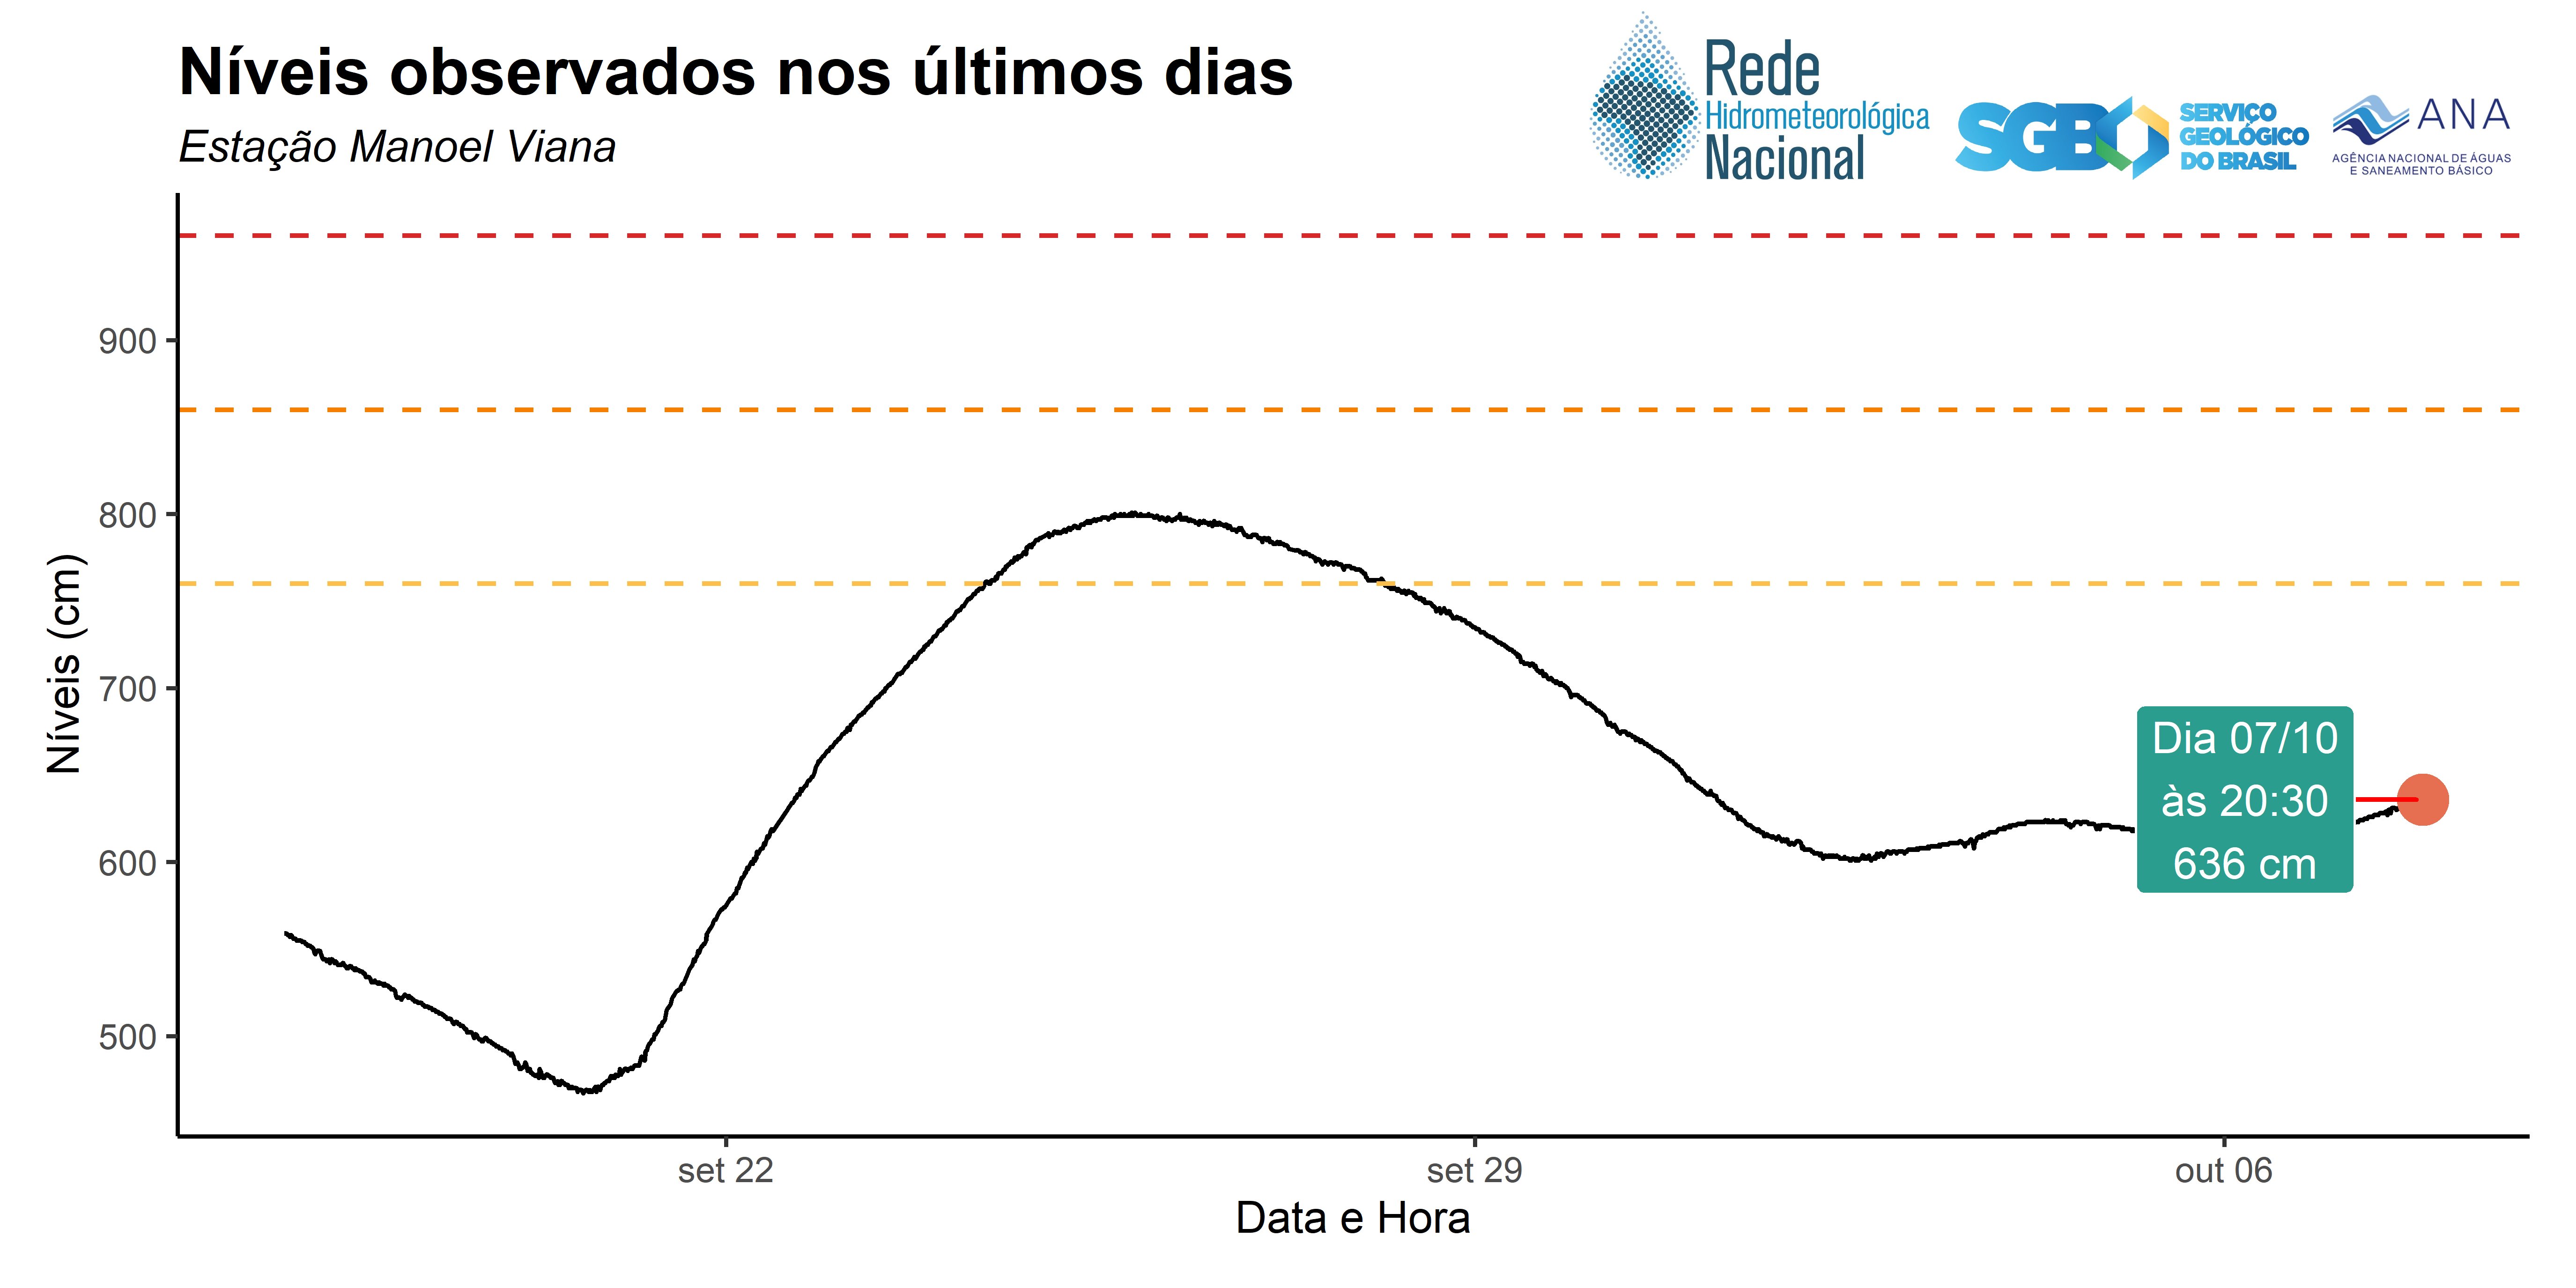 Níveis observados nos últimos dias
Estação Manoel Viana
Rede
Hidrometeorológica
Nacional
SGB
SERVIÇO
GEOLÓGICO
DO BRASIL
ANA
AGÊNCIA NACIONAL DE ÁGUAS
E SANEAMENTO BÁSICO
Níveis (cm)
900
800
700
600
500
Dia 07/10
às 20:30
636 cm
set 22
set 29
out 06
Data e Hora